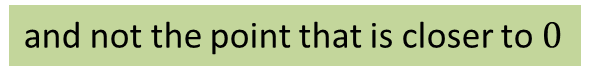 and not the point that is closer to 0